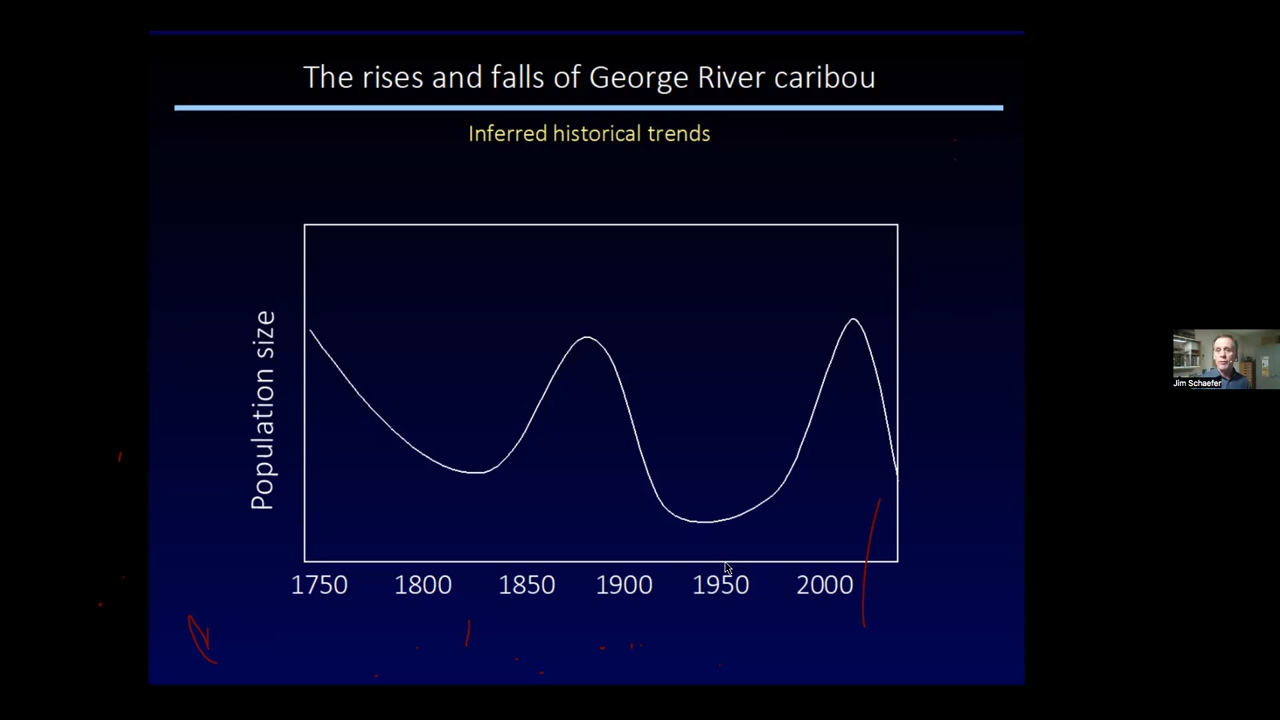 The rises and falls of George River caribou
Inferred historical trends
Population size
1750 1800 1850 1900 1950 2000
Jim Schaefer